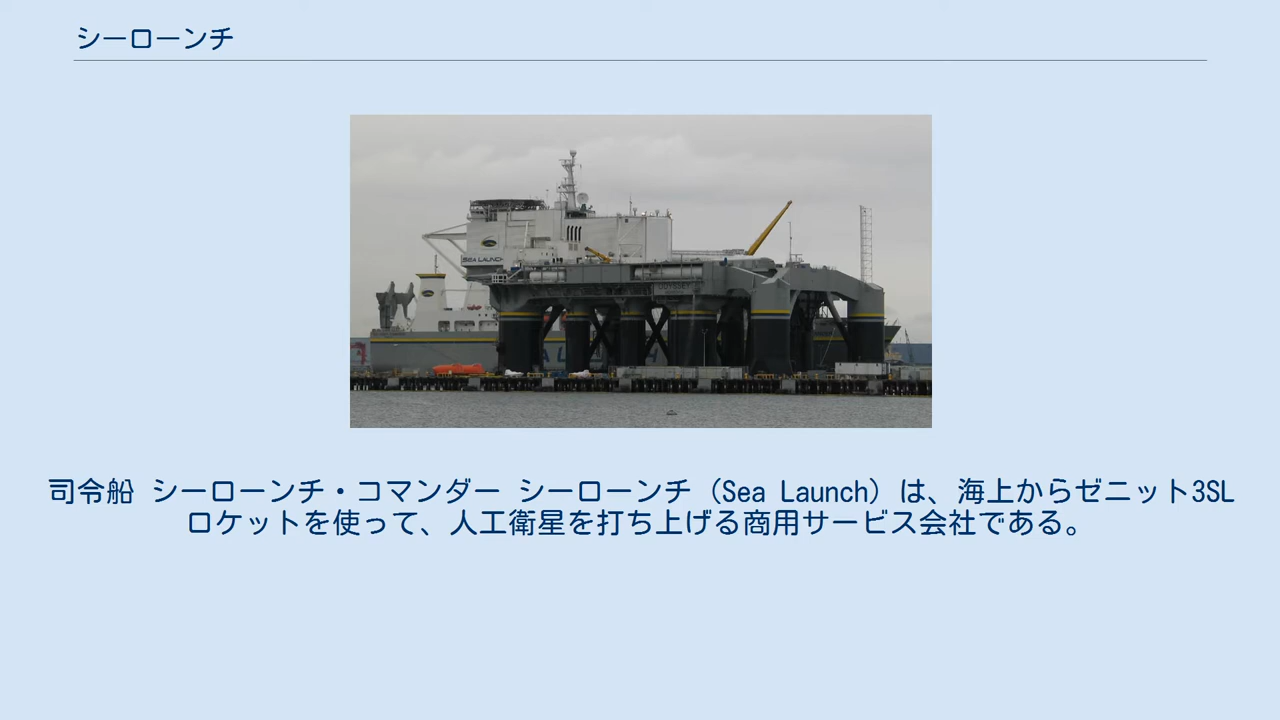 シーローンチ
SEA LAUNCH
ODYSSEY
司令船 シーローンチ・コマンダー シーローンチ（Sea Launch）は、海上からゼニット3SL
ロケットを使って、人工衛星を打ち上げる商用サービス会社である。